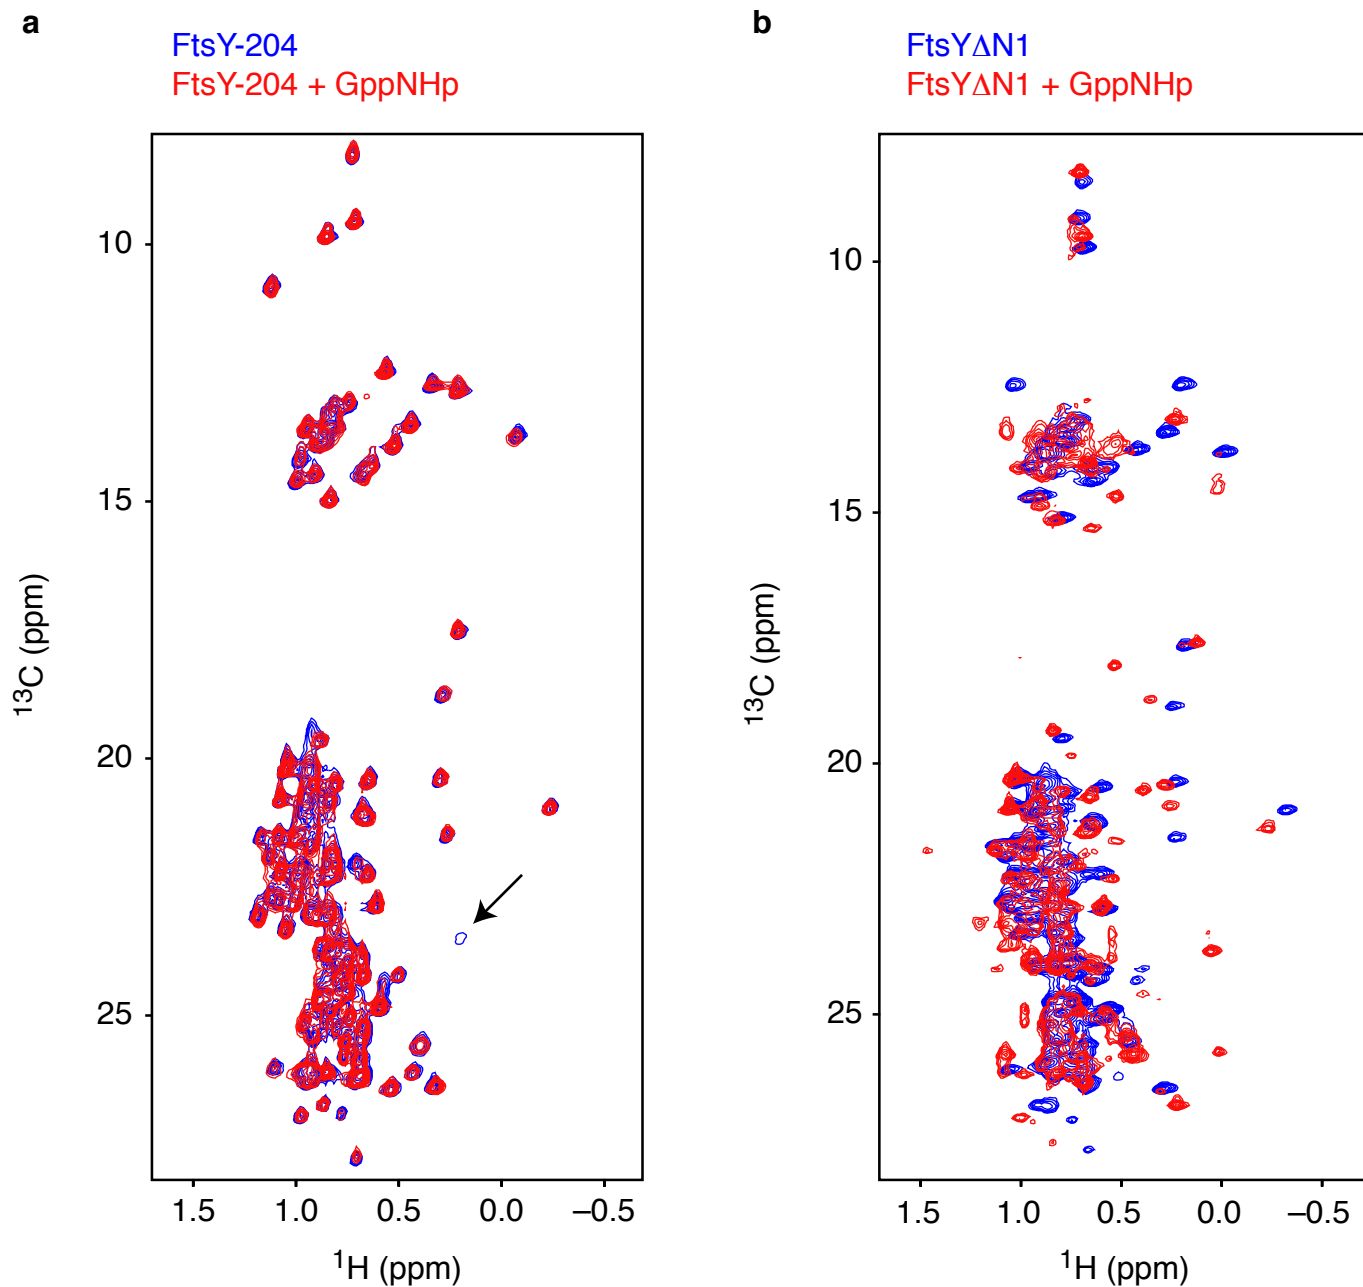 a
FtsY-204
FtsY-204 + GppNHp
10
15
20
25
13C (ppm)
1.5 1.0 0.5 0.0 –0.5
1H (ppm)
b
FtsYΔN1
FtsYΔN1 + GppNHp
10
15
20
25
13C (ppm)
1.5 1.0 0.5 0.0 –0.5
1H (ppm)